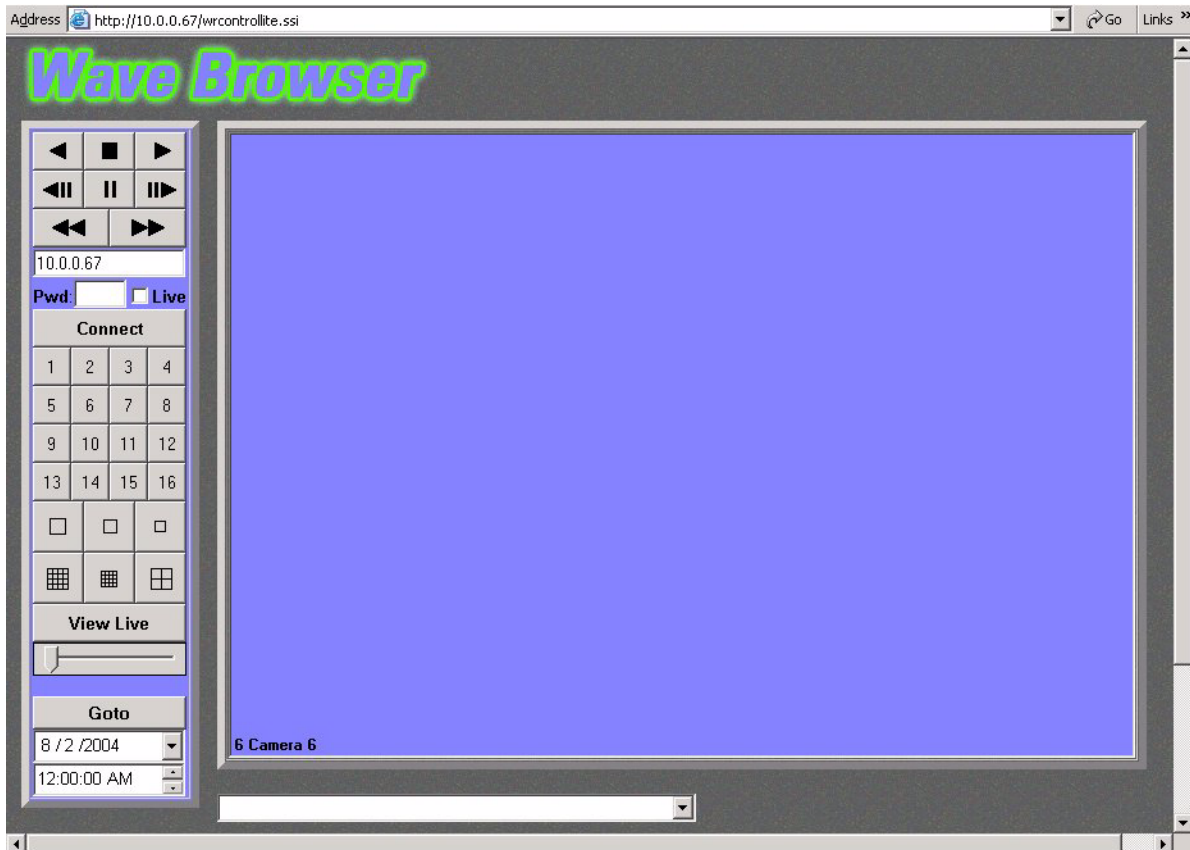 Address http://10.0.0.67/wrcontrollite.ssi Go Links »
Wave Browser
10.0.0.67
Pwd: Live
Connect
1 2 3 4
5 6 7 8
9 10 11 12
13 14 15 16
View Live
Goto
8 / 2 /2004
12:00:00 AM
6 Camera 6